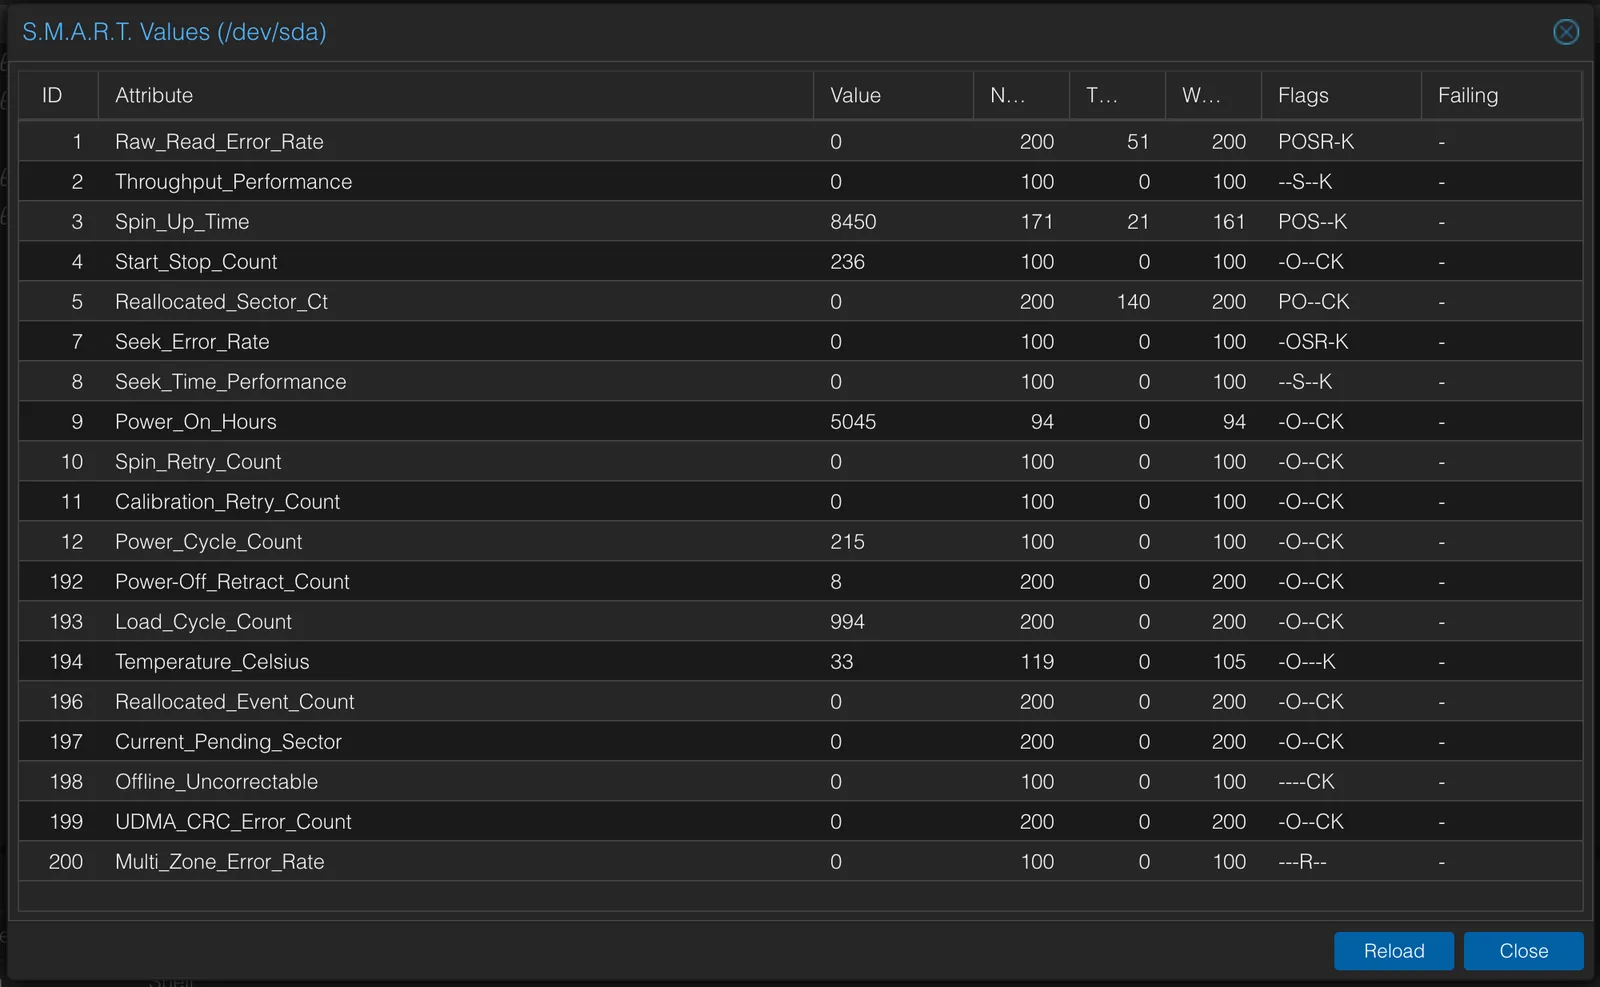 S.M.A.R.T. Values (/dev/sda)
ID Attribute Value N... T... W... Flags Failing
1 Raw_Read_Error_Rate 0 200 51 200 POSR-K -
2 Throughput_Performance 0 100 0 100 --S--K -
3 Spin_Up_Time 8450 171 21 161 POS--K -
4 Start_Stop_Count 236 100 0 100 -O--CK -
5 Reallocated_Sector_Ct 0 200 140 200 PO--CK -
7 Seek_Error_Rate 0 100 0 100 -OSR-K -
8 Seek_Time_Performance 0 100 0 100 --S--K -
9 Power_On_Hours 5045 94 0 94 -O--CK -
10 Spin_Retry_Count 0 100 0 100 -O--CK -
11 Calibration_Retry_Count 0 100 0 100 -O--CK -
12 Power_Cycle_Count 215 100 0 100 -O--CK -
192 Power-Off_Retract_Count 8 200 0 200 -O--CK -
193 Load_Cycle_Count 994 200 0 200 -O--CK -
194 Temperature_Celsius 33 119 0 105 -O---K -
196 Reallocated_Event_Count 0 200 0 200 -O--CK -
197 Current_Pending_Sector 0 200 0 200 -O--CK -
198 Offline_Uncorrectable 0 100 0 100 ----CK -
199 UDMA_CRC_Error_Count 0 200 0 200 -O--CK -
200 Multi_Zone_Error_Rate 0 100 0 100 ---R-- -
Reload Close